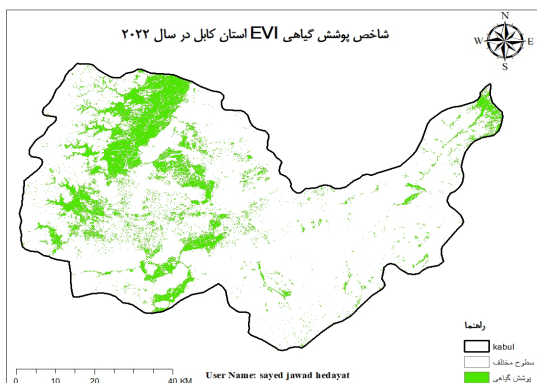 شاخص پوشش گیاهی EVI استان کابل در سال ۲۰۲۲
N
W E
S
راهنما
kabul
سطوح مختلف
پوشش گیاهی
0 10 20 40 KM
User Name: sayed jawad hedayat